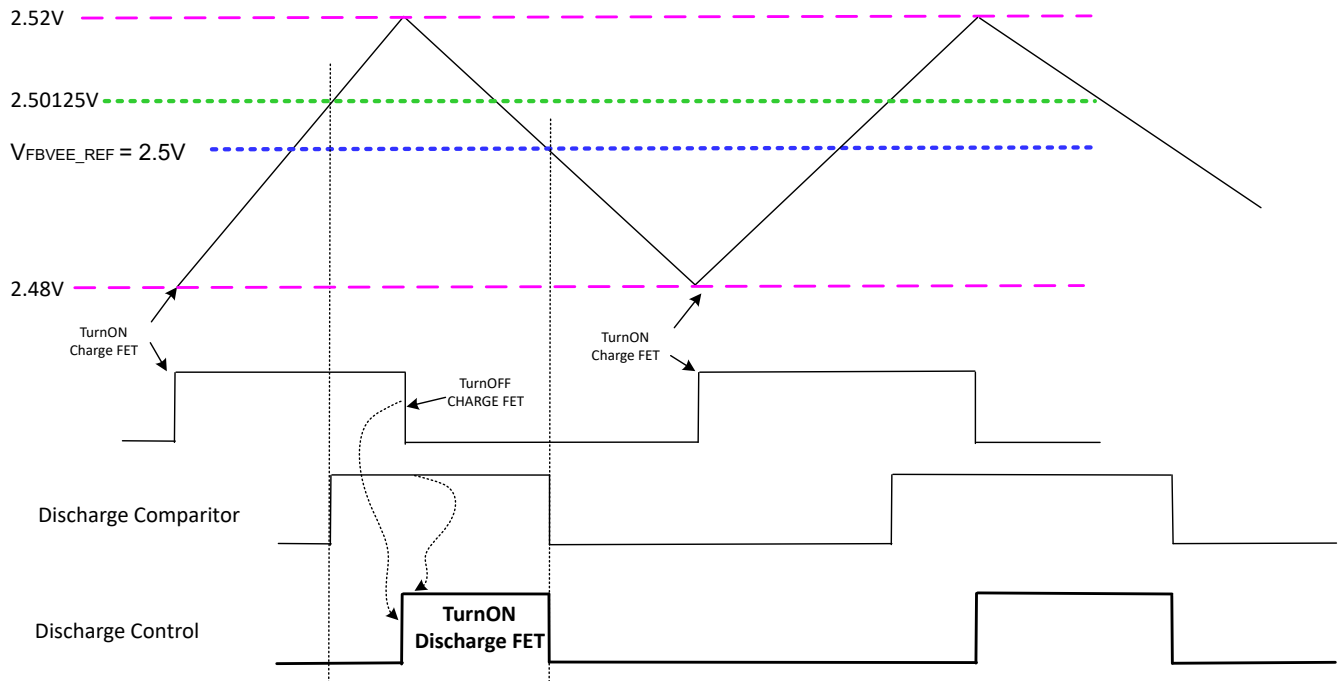 2.52V
2.50125V
VFBVEE_REF = 2.5V
2.48V
TurnON
Charge FET
TurnON
Charge FET
TurnOFF
CHARGE FET
Discharge Comparitor
Discharge Control
TurnON
Discharge FET